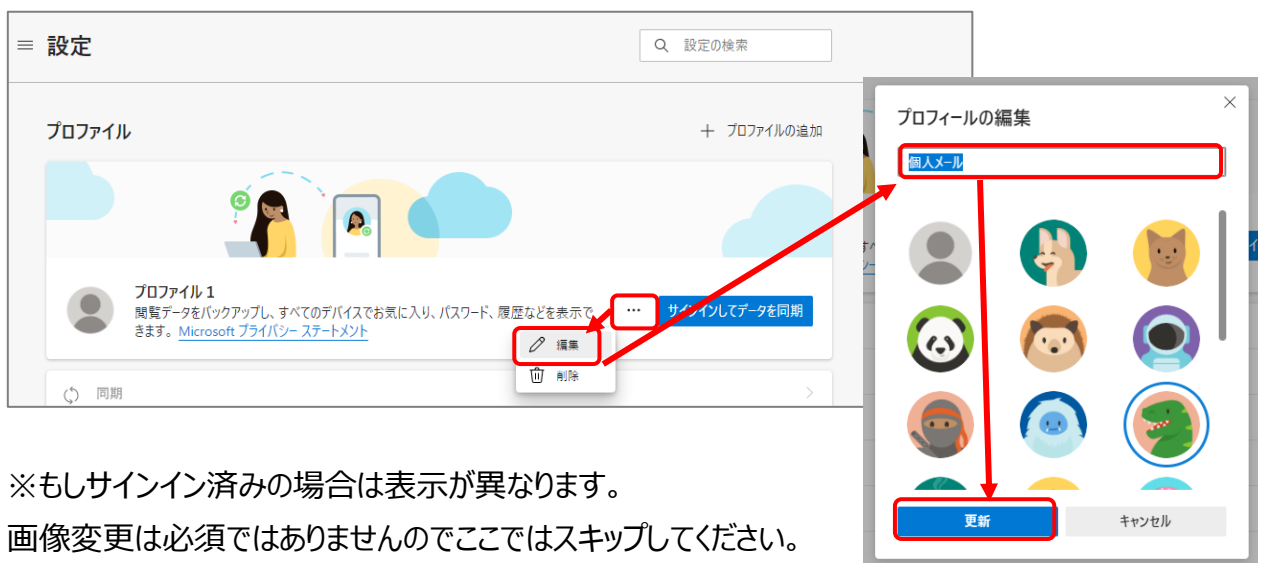 設定
設定の検索
プロファイル
プロファイルの追加
プロファイル 1
閲覧データをバックアップし、すべてのデバイスでお気に入り、パスワード、履歴などを表示で
きます。 Microsoft プライバシー ステートメント
サインインしてデータを同期
編集
削除
同期
プロフィールの編集
個人メール
更新
キャンセル
※もしサインイン済みの場合は表示が異なります。
画像変更は必須ではありませんのでここではスキップしてください。